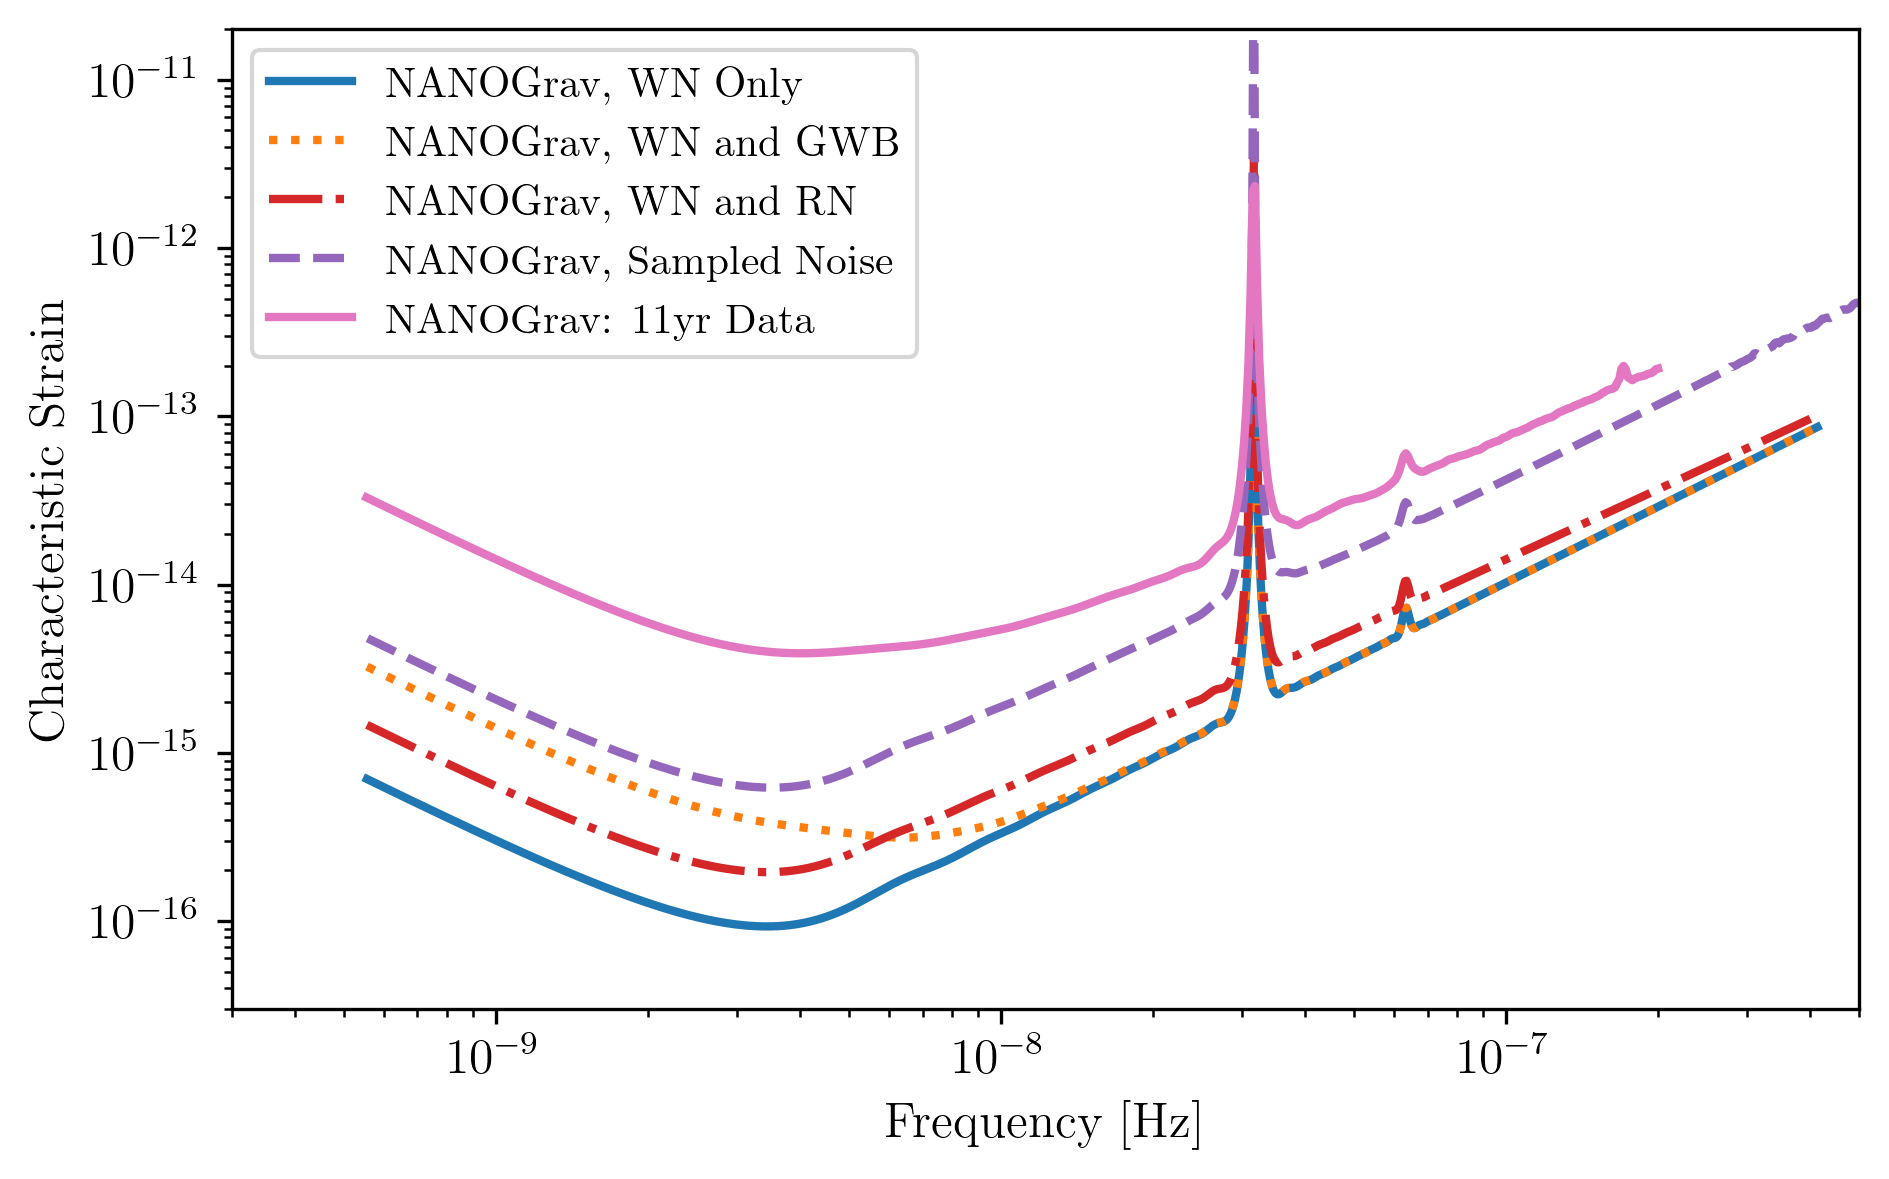 NANOGrav, WN Only
NANOGrav, WN and GWB
NANOGrav, WN and RN
NANOGrav, Sampled Noise
NANOGrav: 11yr Data
10⁻¹¹
10⁻¹²
10⁻¹³
10⁻¹⁴
10⁻¹⁵
10⁻¹⁶
Characteristic Strain
10⁻⁹ 10⁻⁸ 10⁻⁷
Frequency [Hz]